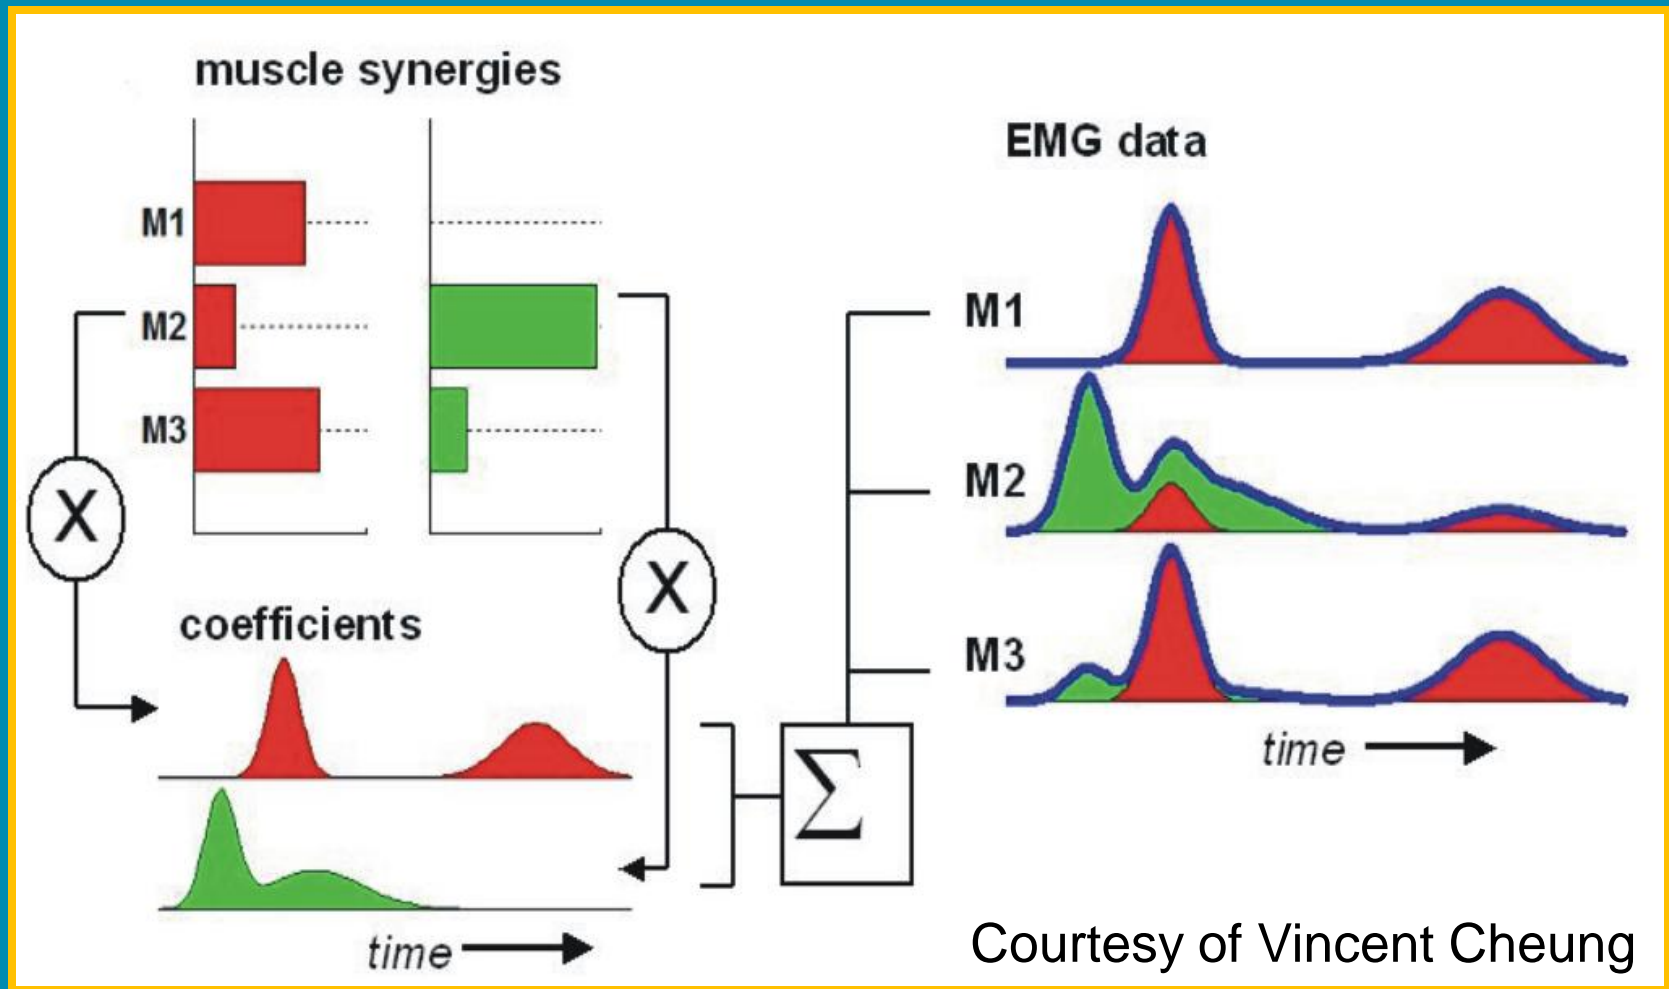 muscle synergies
M1
M2
M3
X
X
coefficients
time
Σ
EMG data
M1
M2
M3
time
Courtesy of Vincent Cheung